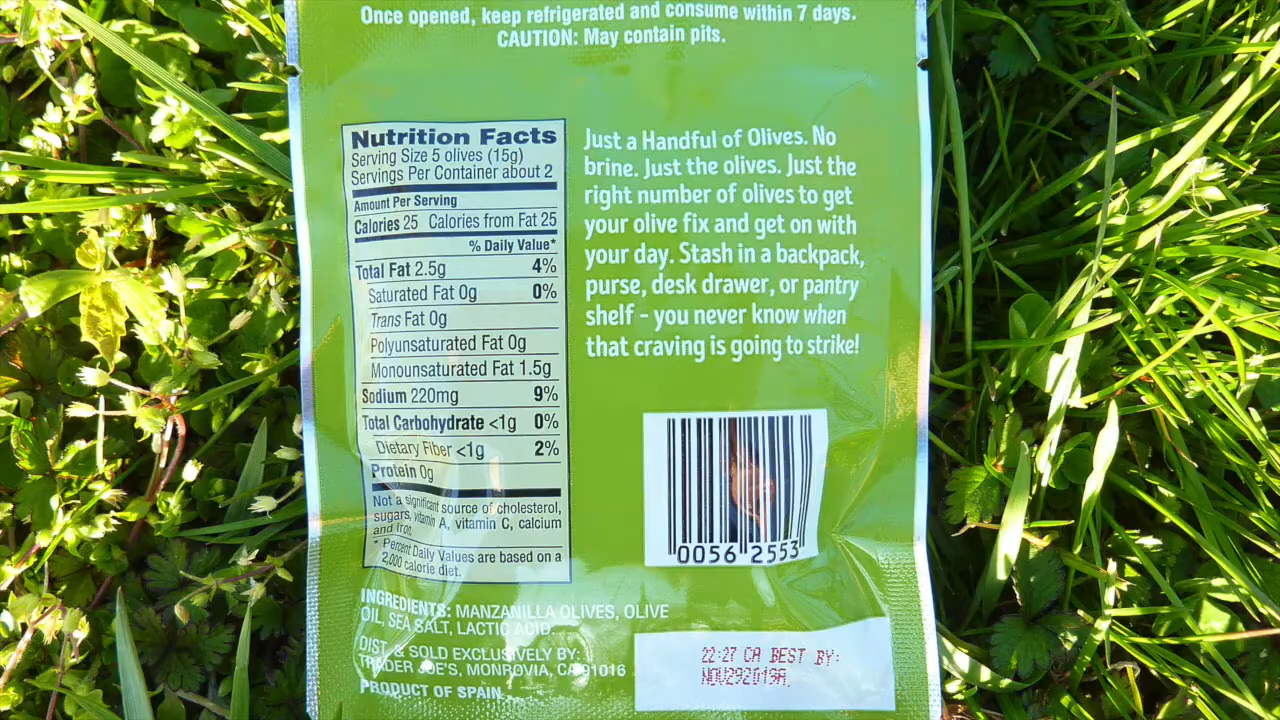 Once opened, keep refrigerated and consume within 7 days.
CAUTION: May contain pits.
Nutrition Facts
Serving Size 5 olives (15g)
Servings Per Container about 2
Amount Per Serving
Calories 25 Calories from Fat 25
% Daily Value*
Total Fat 2.5g 4%
Saturated Fat 0g 0%
Trans Fat 0g
Polyunsaturated Fat 0g
Monounsaturated Fat 1.5g
Sodium 220mg 9%
Total Carbohydrate <1g 0%
Dietary Fiber <1g 2%
Protein 0g
Not a significant source of cholesterol,
sugars, vitamin A, vitamin C, calcium
and iron.
* Percent Daily Values are based on a
2,000 calorie diet.
Just a Handful of Olives. No
brine. Just the olives. Just the
right number of olives to get
your olive fix and get on with
your day. Stash in a backpack,
purse, desk drawer, or pantry
shelf - you never know when
that craving is going to strike!
0056 2553
INGREDIENTS: MANZANILLA OLIVES, OLIVE
OIL, SEA SALT, LACTIC ACID.
DIST. & SOLD EXCLUSIVELY BY:
TRADER JOE'S, MONROVIA, CA 91016
PRODUCT OF SPAIN.
22:27 CA BEST BY:
NOV292019A